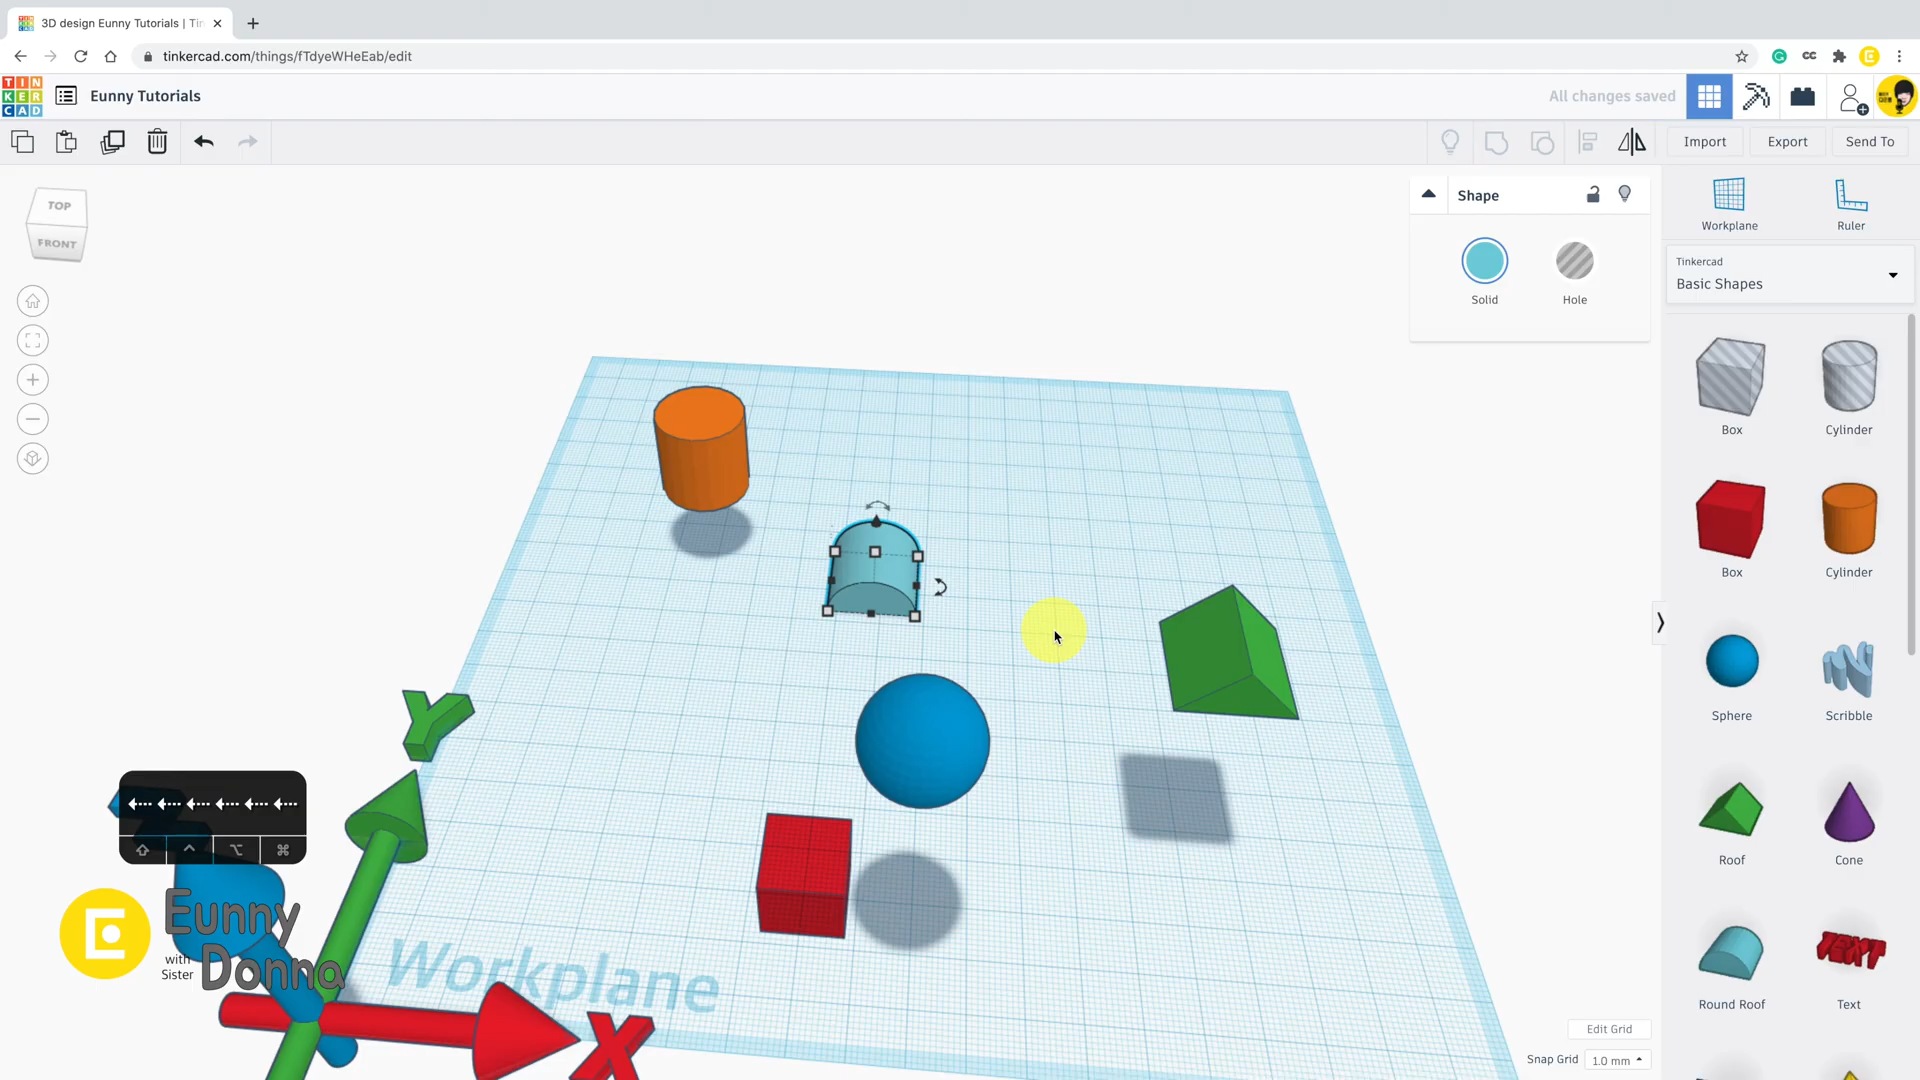 3D design Eunny Tutorials | Tin
tinkercad.com/things/fTdyeWHeEab/edit
TIN
KER
CAD
Eunny Tutorials
All changes saved
Import
Export
Send To
TOP
FRONT
Shape
Solid
Hole
Workplane
Ruler
Tinkercad
Basic Shapes
Box
Cylinder
Box
Cylinder
Sphere
Scribble
Roof
Cone
Round Roof
TEXT
Text
Y
X
Workplane
Eunny
with
Sister
Donna
Edit Grid
Snap Grid
1.0 mm